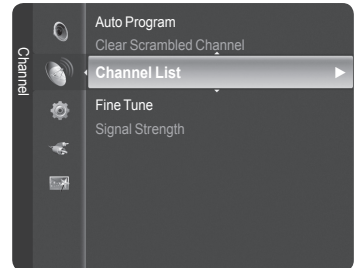 Channel
Auto Program
Clear Scrambled Channel
Channel List
Fine Tune
Signal Strength